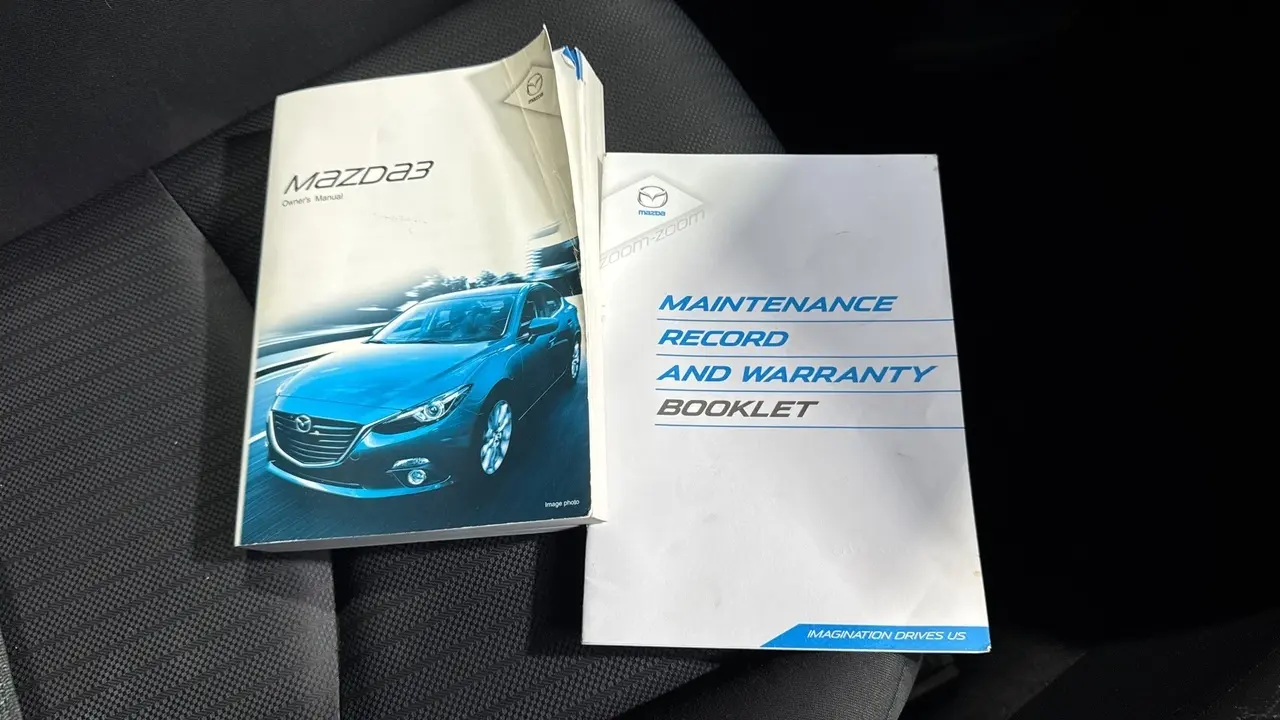 mazda
mazda3
Owner's Manual
Image photo
mazda
zoom-zoom
MAINTENANCE
RECORD
AND WARRANTY
BOOKLET
IMAGINATION DRIVES US